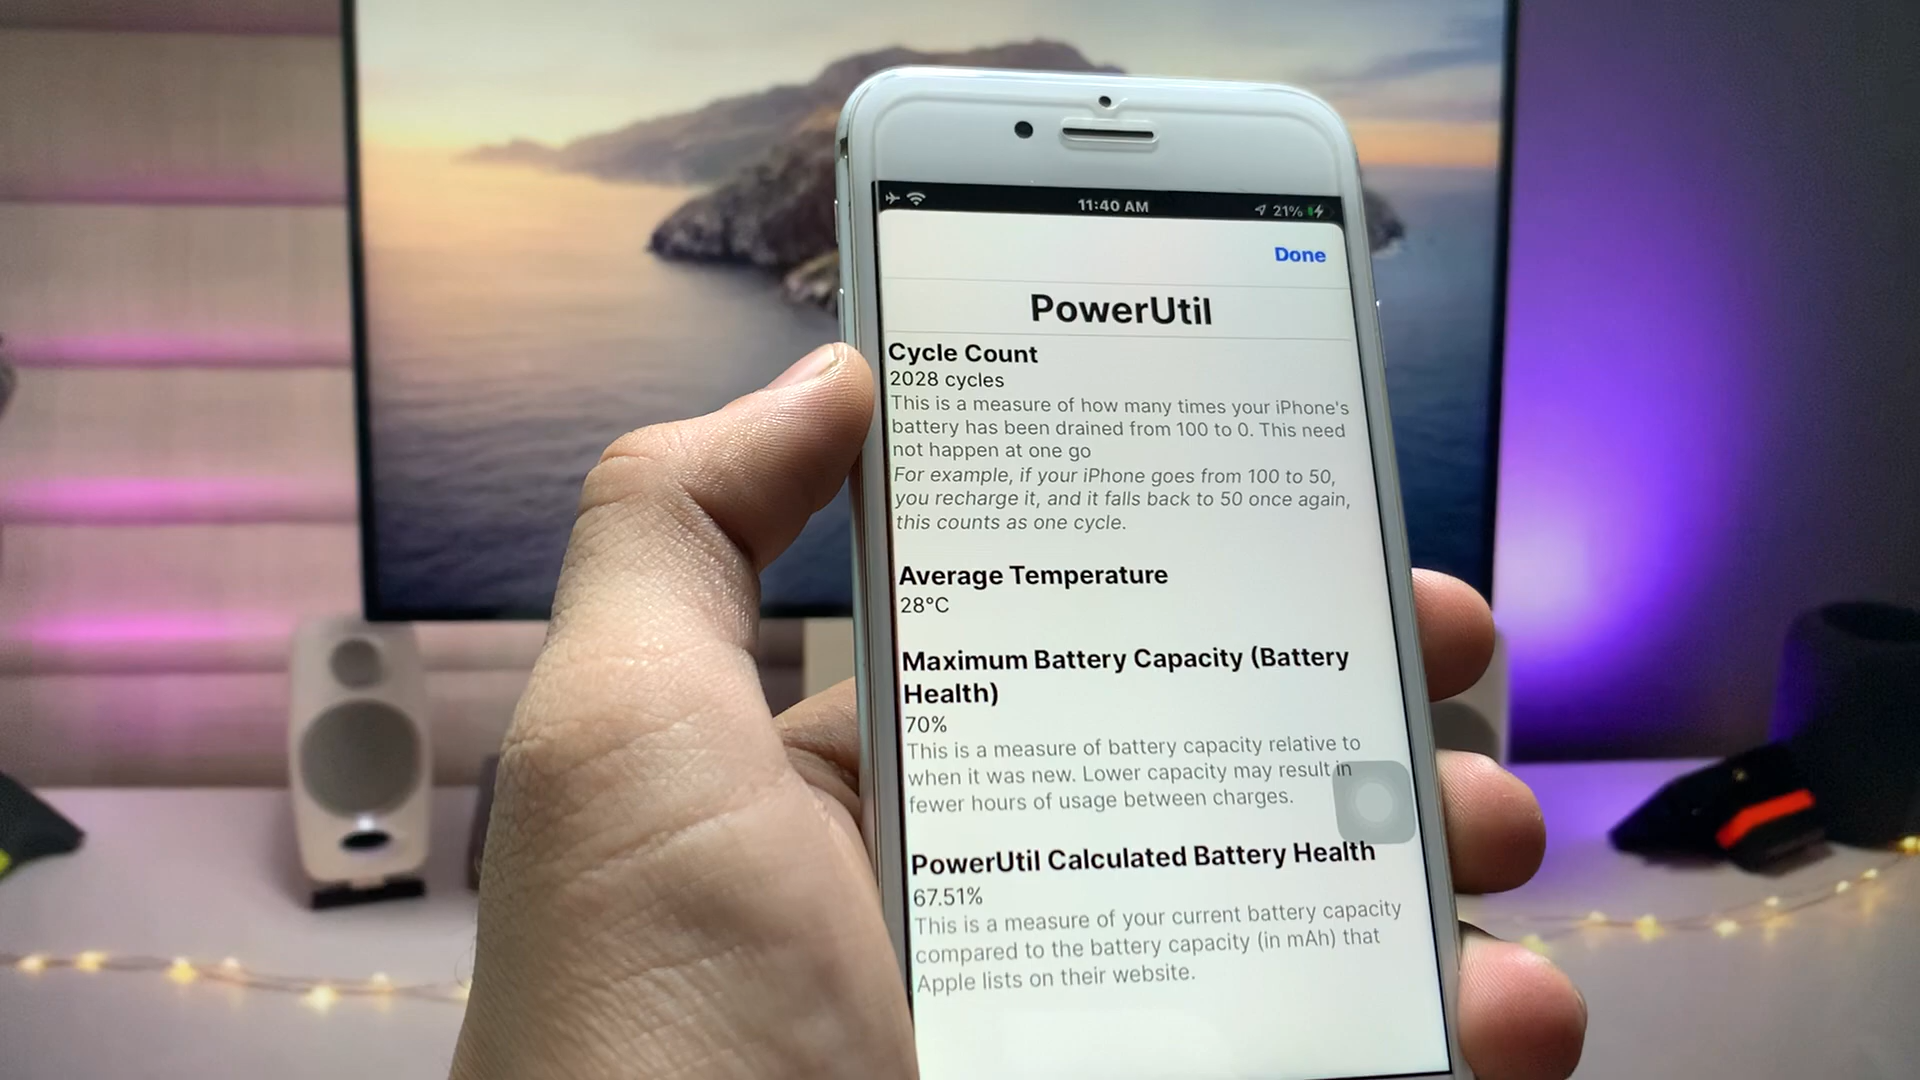 11:40 AM
21%
Done
PowerUtil
Cycle Count
2028 cycles
This is a measure of how many times your iPhone's
battery has been drained from 100 to 0. This need
not happen at one go
For example, if your iPhone goes from 100 to 50,
you recharge it, and it falls back to 50 once again,
this counts as one cycle.
Average Temperature
28°C
Maximum Battery Capacity (Battery
Health)
70%
This is a measure of battery capacity relative to
when it was new. Lower capacity may result in
fewer hours of usage between charges.
PowerUtil Calculated Battery Health
67.51%
This is a measure of your current battery capacity
compared to the battery capacity (in mAh) that
Apple lists on their website.